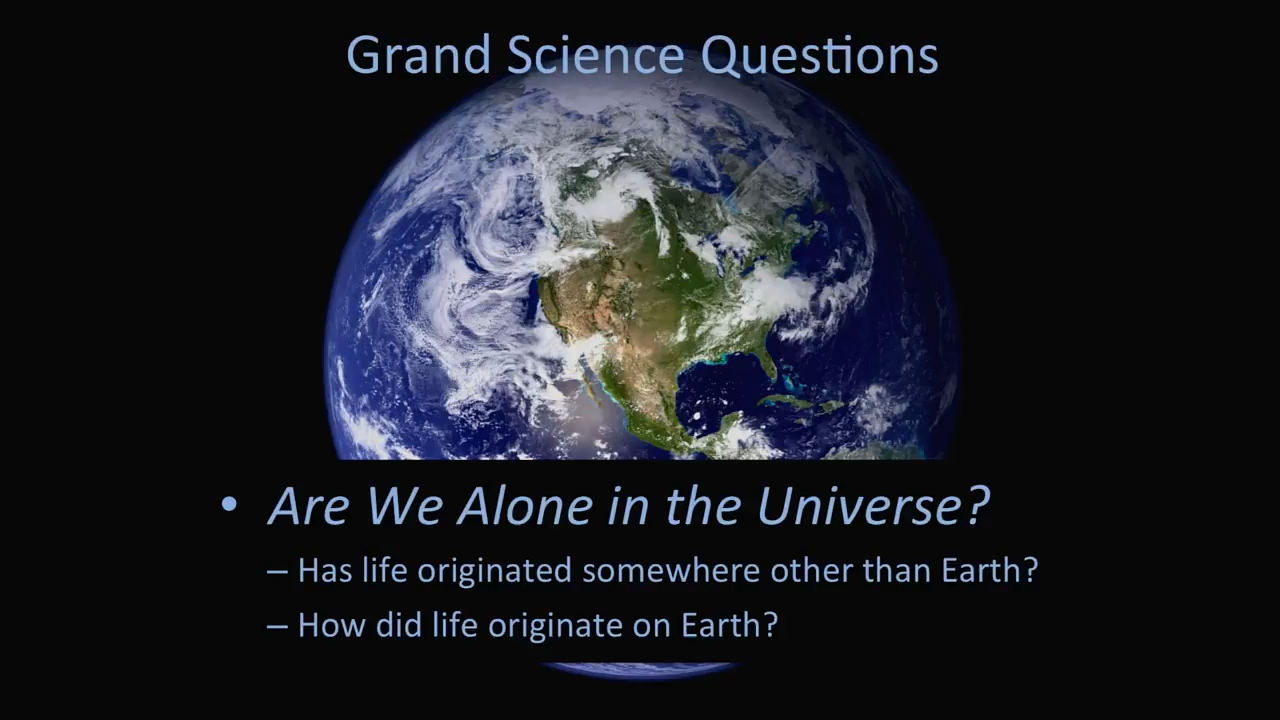 Grand Science Questions
• Are We Alone in the Universe?
– Has life originated somewhere other than Earth?
– How did life originate on Earth?